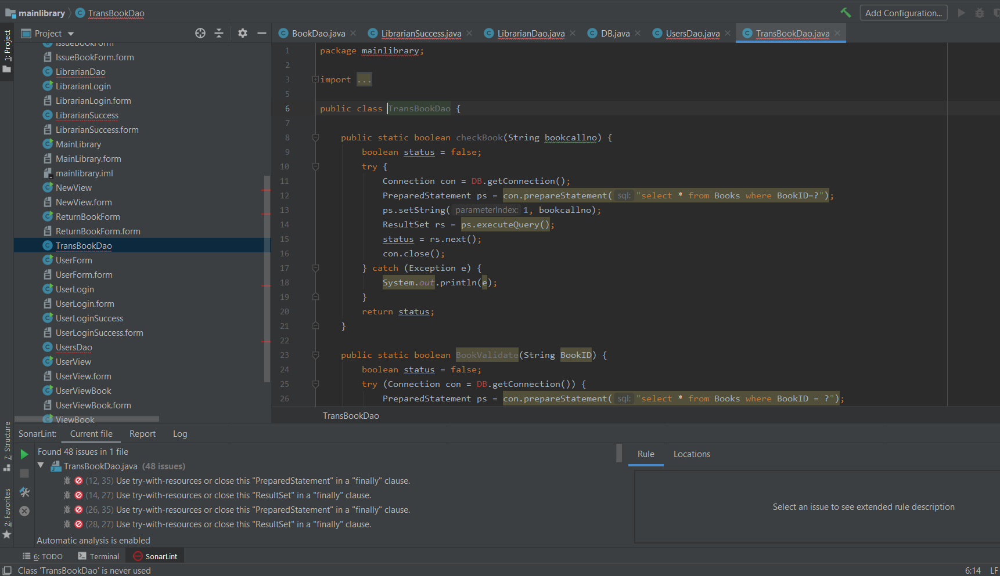 mainlibrary TransBookDao Add Configuration...
Project
BookDao.java LibrarianSuccess.java LibrarianDao.java DB.java UsersDao.java TransBookDao.java
1: Project
7: Structure
2: Favorites
IssueBookForm
IssueBookForm.form
LibrarianDao
LibrarianLogin
LibrarianLogin.form
LibrarianSuccess
LibrarianSuccess.form
MainLibrary
MainLibrary.form
mainlibrary.iml
NewView
NewView.form
ReturnBookForm
ReturnBookForm.form
TransBookDao
UserForm
UserForm.form
UserLogin
UserLogin.form
UserLoginSuccess
UserLoginSuccess.form
UsersDao
UserView
UserView.form
UserViewBook
UserViewBook.form
ViewBook
1 package mainlibrary;
2
3 import ...
5
6 public class TransBookDao {
7
8 public static boolean checkBook(String bookcallno) {
9 boolean status = false;
10 try {
11 Connection con = DB.getConnection();
12 PreparedStatement ps = con.prepareStatement( sql: "select * from Books where BookID=?");
13 ps.setString( parameterIndex: 1, bookcallno);
14 ResultSet rs = ps.executeQuery();
15 status = rs.next();
16 con.close();
17 } catch (Exception e) {
18 System.out.println(e);
19 }
20 return status;
21 }
22
23 public static boolean BookValidate(String BookID) {
24 boolean status = false;
25 try (Connection con = DB.getConnection()) {
26 PreparedStatement ps = con.prepareStatement( sql: "select * from Books where BookID = ?");
TransBookDao
SonarLint: Current file Report Log
Found 48 issues in 1 file
TransBookDao.java (48 issues)
(12, 35) Use try-with-resources or close this "PreparedStatement" in a "finally" clause.
(14, 27) Use try-with-resources or close this "ResultSet" in a "finally" clause.
(26, 35) Use try-with-resources or close this "PreparedStatement" in a "finally" clause.
(28, 27) Use try-with-resources or close this "ResultSet" in a "finally" clause.
Automatic analysis is enabled
Rule Locations
Select an issue to see extended rule description
6: TODO Terminal SonarLint
Class 'TransBookDao' is never used 6:14 LF